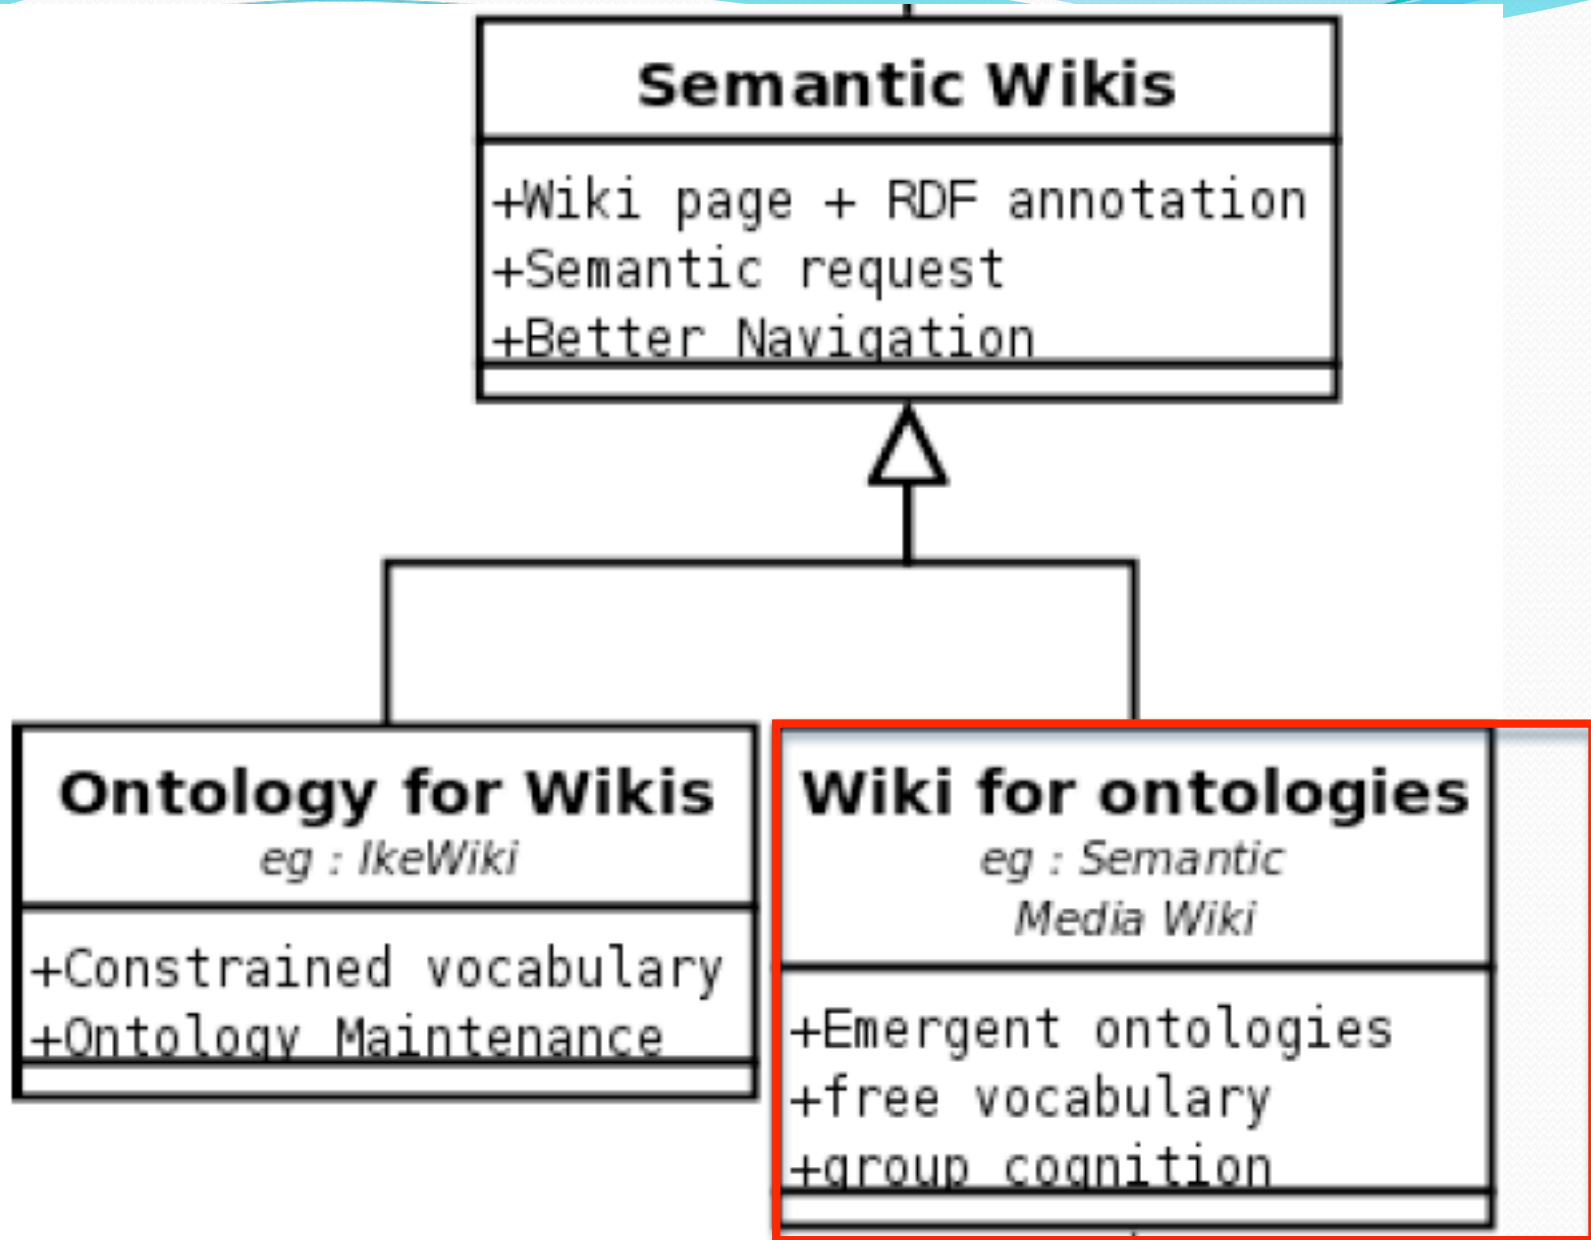 Semantic Wikis
+Wiki page + RDF annotation
+Semantic request
+Better Navigation
Ontology for Wikis
eg : IkeWiki
+Constrained vocabulary
+Ontology Maintenance
Wiki for ontologies
eg : Semantic
Media Wiki
+Emergent ontologies
+free vocabulary
+group cognition